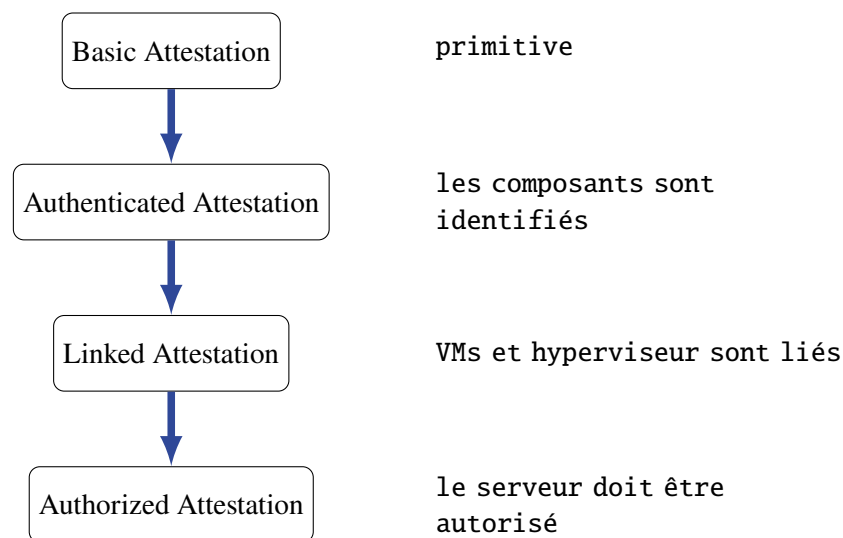 Basic Attestation
primitive
Authenticated Attestation
les composants sont
identifiés
Linked Attestation
VMs et hyperviseur sont liés
Authorized Attestation
le serveur doit être
autorisé